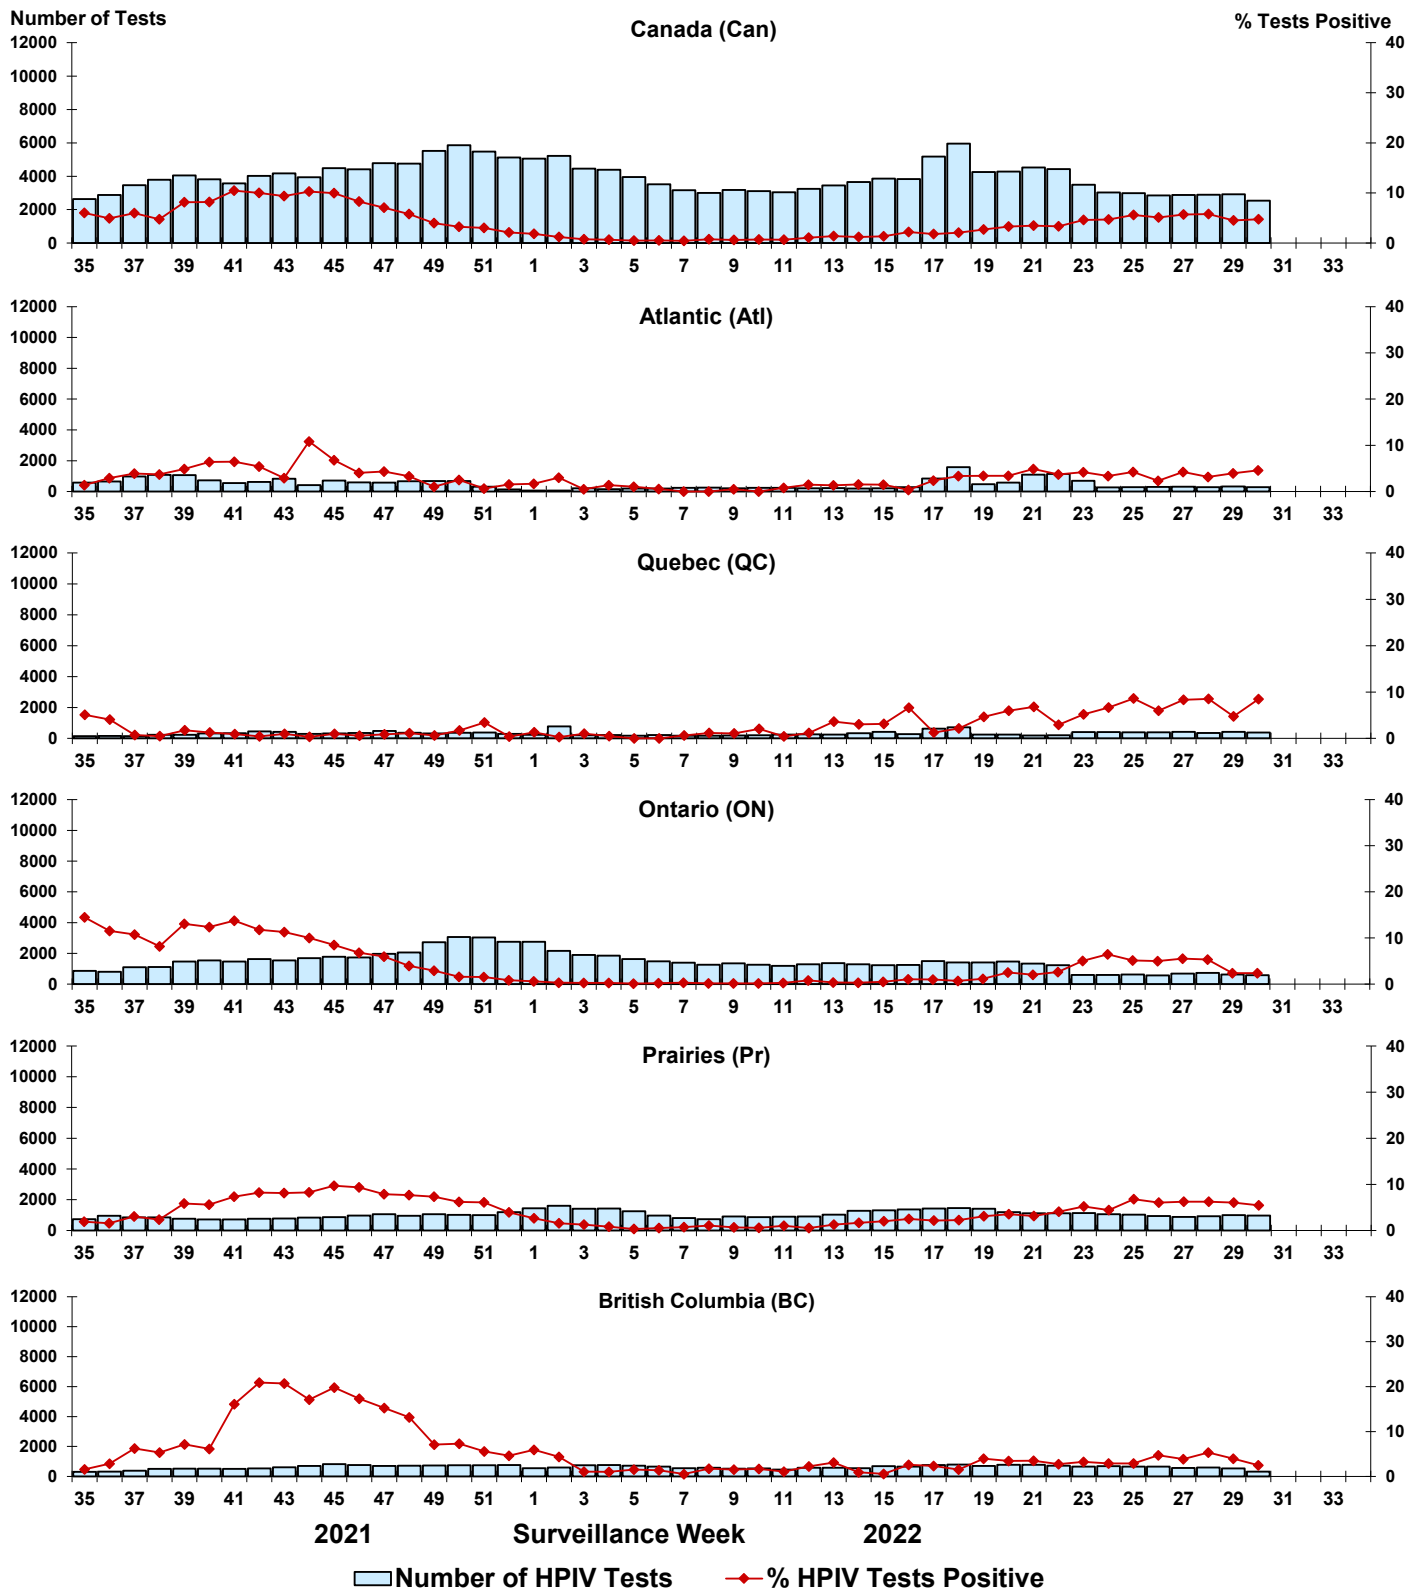 Number of Tests
Canada (Can)
% Tests Positive
12000 10000 8000 6000 4000 2000 0
40 30 20 10 0
35 37 39 41 43 45 47 49 51 1 3 5 7 9 11 13 15 17 19 21 23 25 27 29 31 33
Atlantic (Atl)
12000 10000 8000 6000 4000 2000 0
40 30 20 10 0
35 37 39 41 43 45 47 49 51 1 3 5 7 9 11 13 15 17 19 21 23 25 27 29 31 33
Quebec (QC)
12000 10000 8000 6000 4000 2000 0
40 30 20 10 0
35 37 39 41 43 45 47 49 51 1 3 5 7 9 11 13 15 17 19 21 23 25 27 29 31 33
Ontario (ON)
12000 10000 8000 6000 4000 2000 0
40 30 20 10 0
35 37 39 41 43 45 47 49 51 1 3 5 7 9 11 13 15 17 19 21 23 25 27 29 31 33
Prairies (Pr)
12000 10000 8000 6000 4000 2000 0
40 30 20 10 0
35 37 39 41 43 45 47 49 51 1 3 5 7 9 11 13 15 17 19 21 23 25 27 29 31 33
British Columbia (BC)
12000 10000 8000 6000 4000 2000 0
40 30 20 10 0
35 37 39 41 43 45 47 49 51 1 3 5 7 9 11 13 15 17 19 21 23 25 27 29 31 33
2021 Surveillance Week 2022
Number of HPIV Tests % HPIV Tests Positive